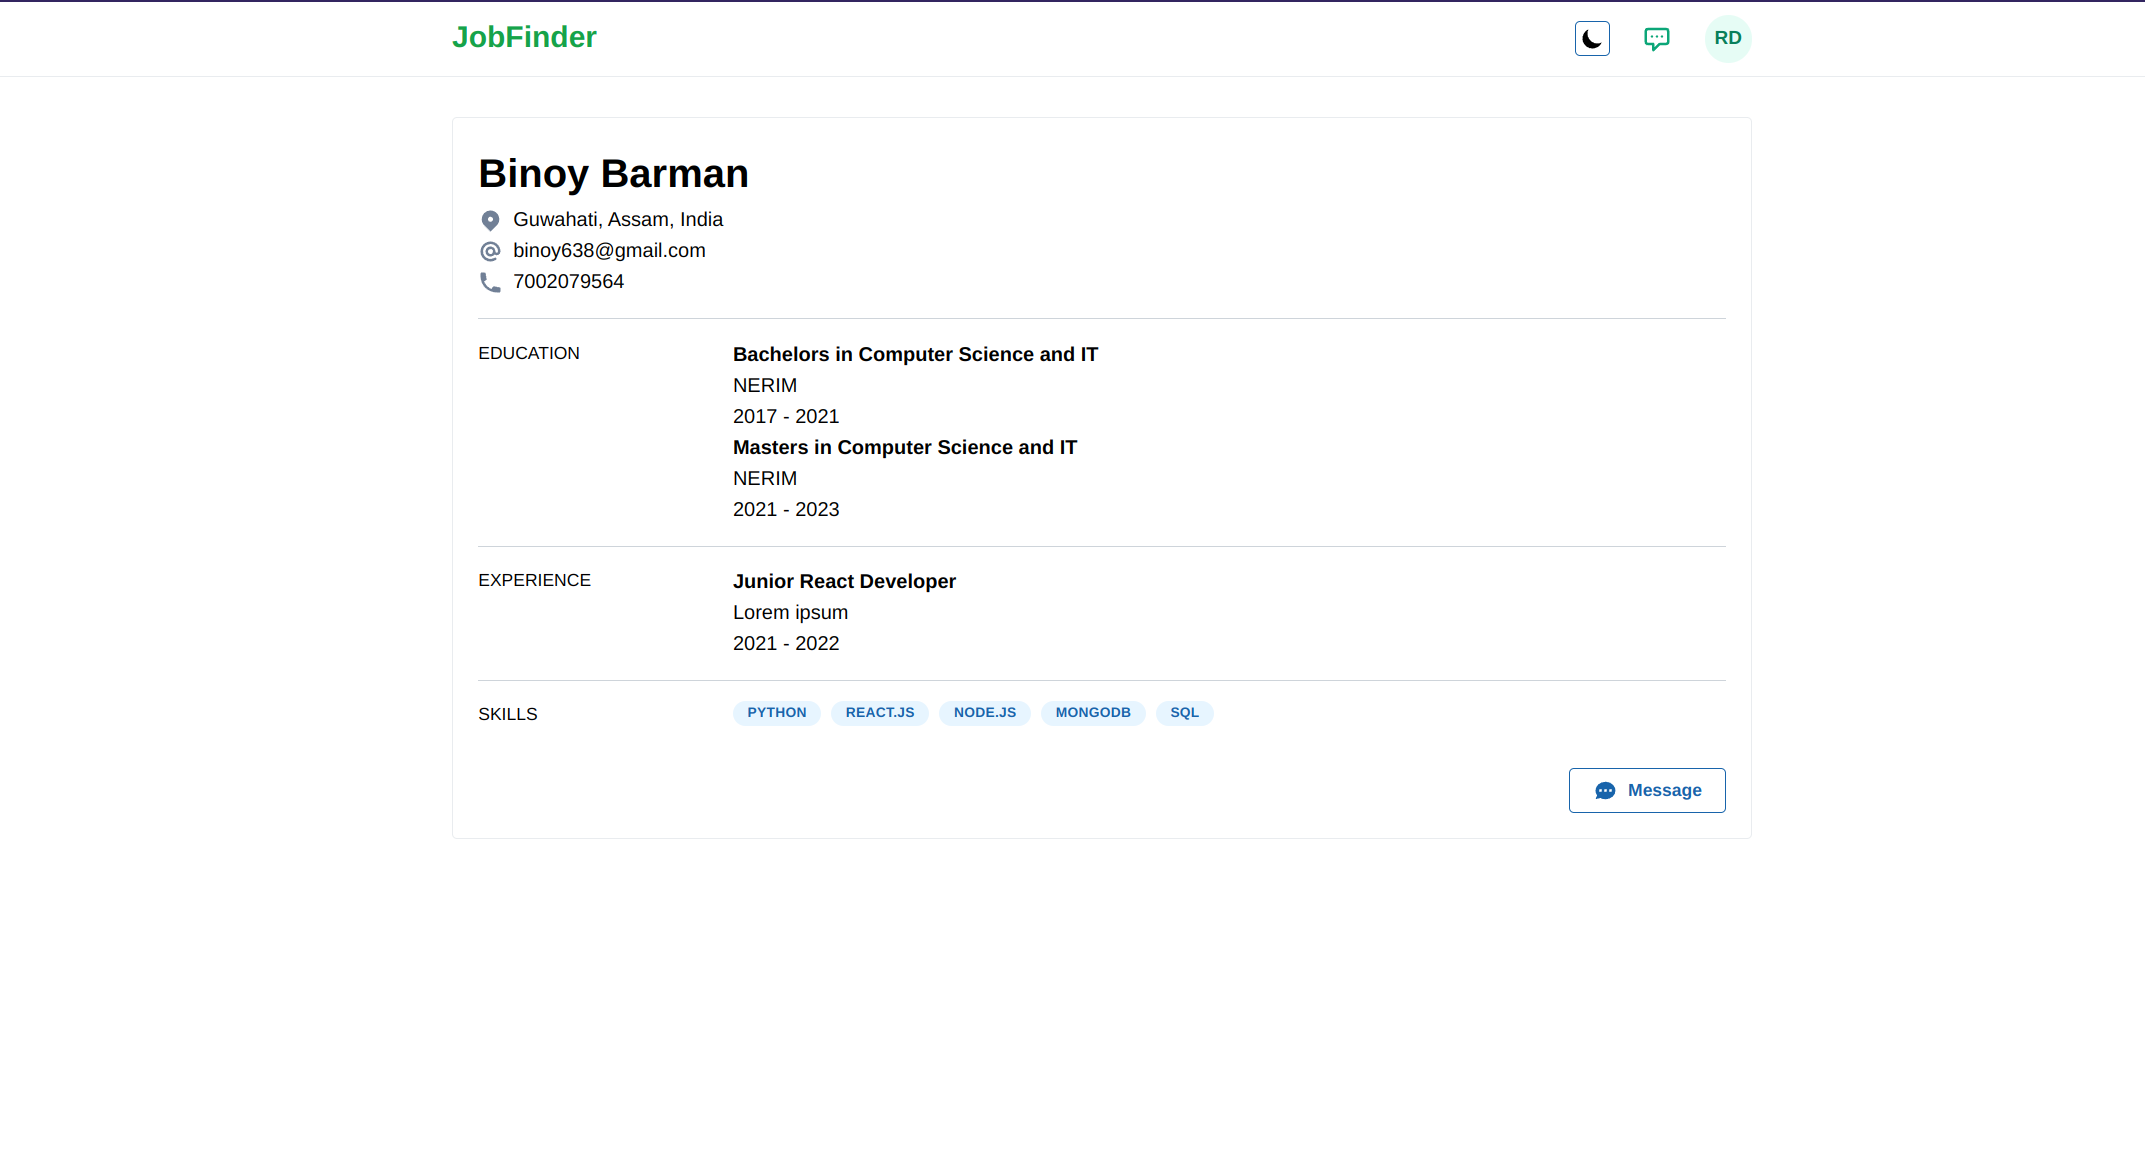 JobFinder
RD
Binoy Barman
Guwahati, Assam, India
binoy638@gmail.com
7002079564
EDUCATION
Bachelors in Computer Science and IT
NERIM
2017 - 2021
Masters in Computer Science and IT
NERIM
2021 - 2023
EXPERIENCE
Junior React Developer
Lorem ipsum
2021 - 2022
SKILLS
PYTHON REACT.JS NODE.JS MONGODB SQL
Message